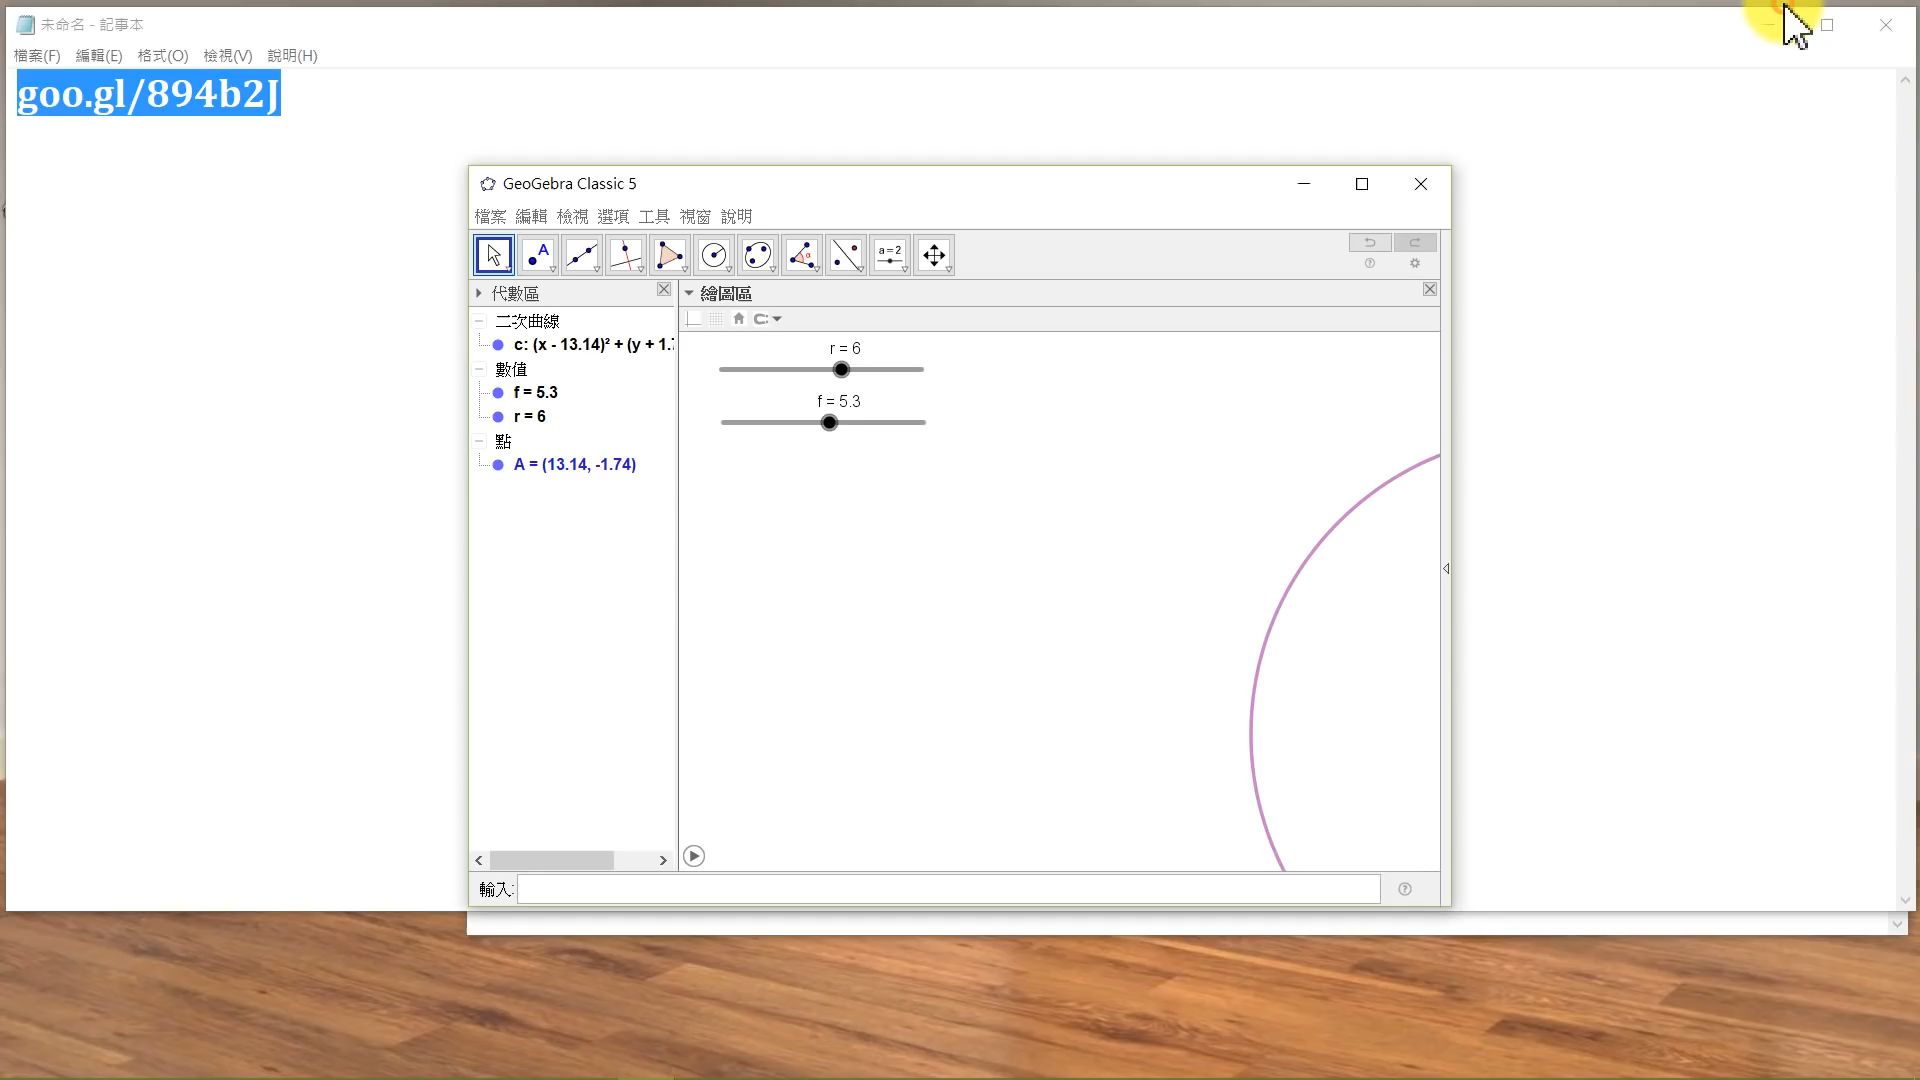 未命名 - 記事本
檔案(F) 編輯(E) 格式(O) 檢視(V) 說明(H)
goo.gl/894b2J
GeoGebra Classic 5
檔案 編輯 檢視 選項 工具 視窗 說明
A
α
a=2
代數區
繪圖區
二次曲線
c: (x - 13.14)² + (y + 1.7
數值
f = 5.3
r = 6
點
A = (13.14, -1.74)
r = 6
f = 5.3
輸入: